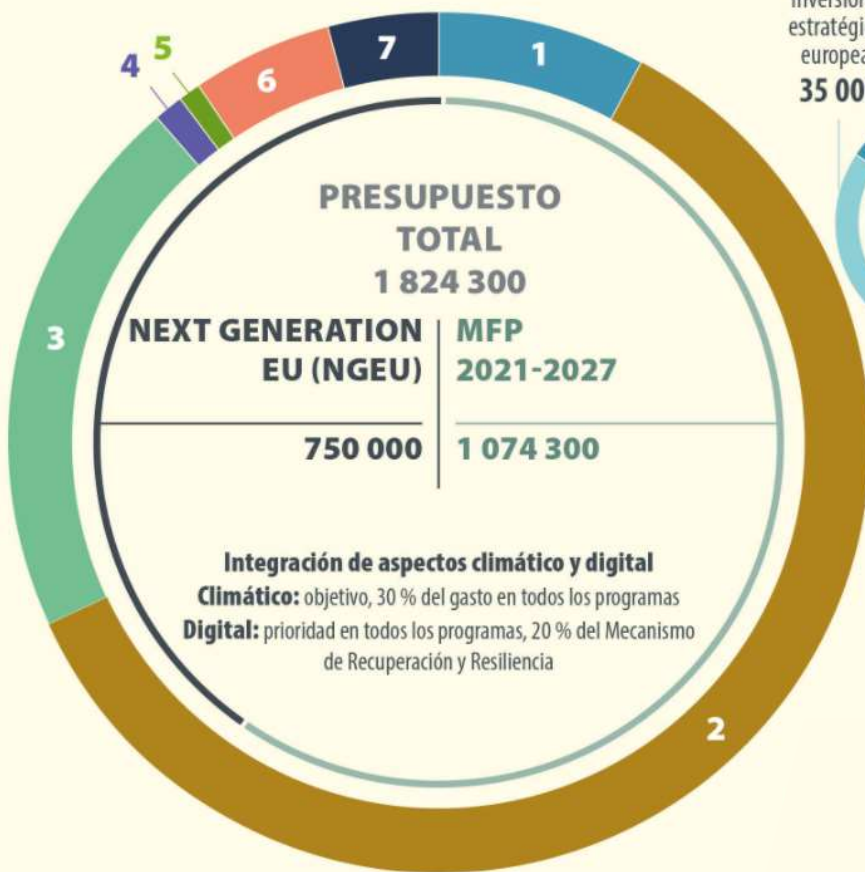 estratégi
europea
35 00
4
5
6
7
1
PRESUPUESTO
TOTAL
1 824 300
3
NEXT GENERATION
EU (NGEU)
MFP
2021-2027
750 000
1 074 300
Integración de aspectos climático y digital
Climático: objetivo, 30 % del gasto en todos los programas
Digital: prioridad en todos los programas, 20 % del Mecanismo
de Recuperación y Resiliencia
2